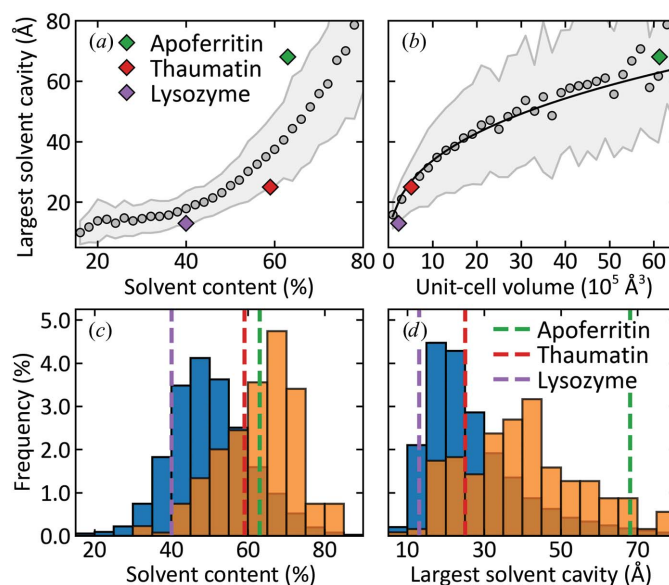 80
(a)
Apoferritin
Thaumatin
Lysozyme
60
40
20
Largest solvent cavity (Å)
20 40 60 80
Solvent content (%)
(b)
0 10 20 30 40 50 60
Unit-cell volume (10⁵ Å³)
5.0
(c)
4.0
3.0
2.0
1.0
0.0
Frequency (%)
20 40 60 80
Solvent content (%)
(d)
Apoferritin
Thaumatin
Lysozyme
10 30 50 70
Largest solvent cavity (Å)